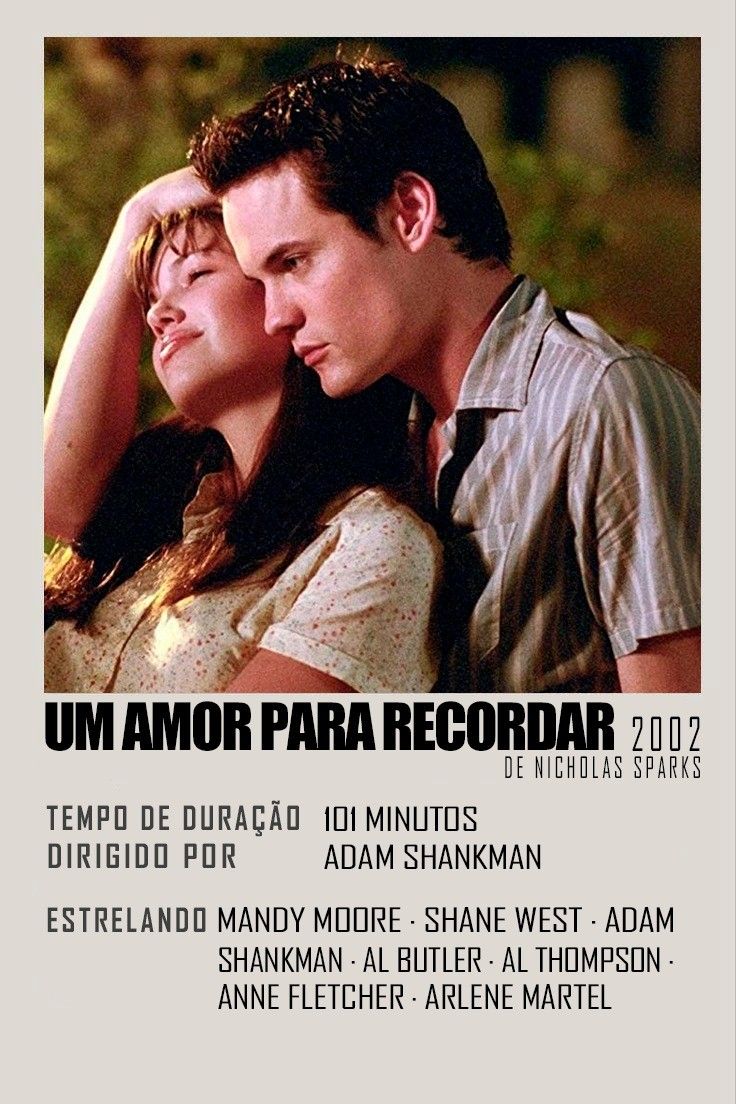 UM AMOR PARA RECORDAR 2002
DE NICHOLAS SPARKS
TEMPO DE DURAÇÃO 101 MINUTOS
DIRIGIDO POR ADAM SHANKMAN
ESTRELANDO MANDY MOORE · SHANE WEST · ADAM
SHANKMAN · AL BUTLER · AL THOMPSON ·
ANNE FLETCHER · ARLENE MARTEL